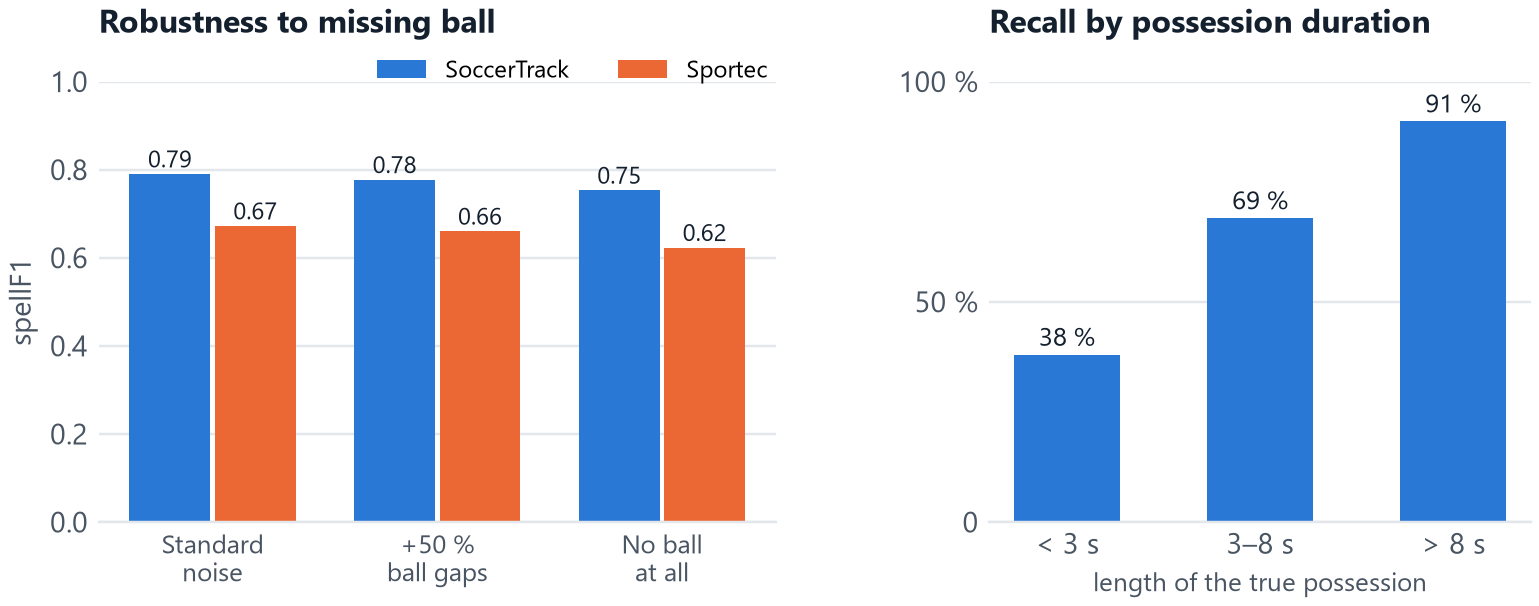 Robustness to missing ball
SoccerTrack
Sportec
1.0
0.8
0.6
0.4
0.2
0.0
spellF1
0.79
0.67
0.78
0.66
0.75
0.62
Standard
noise
+50 %
ball gaps
No ball
at all
Recall by possession duration
100 %
50 %
0
38 %
69 %
91 %
< 3 s
3–8 s
> 8 s
length of the true possession